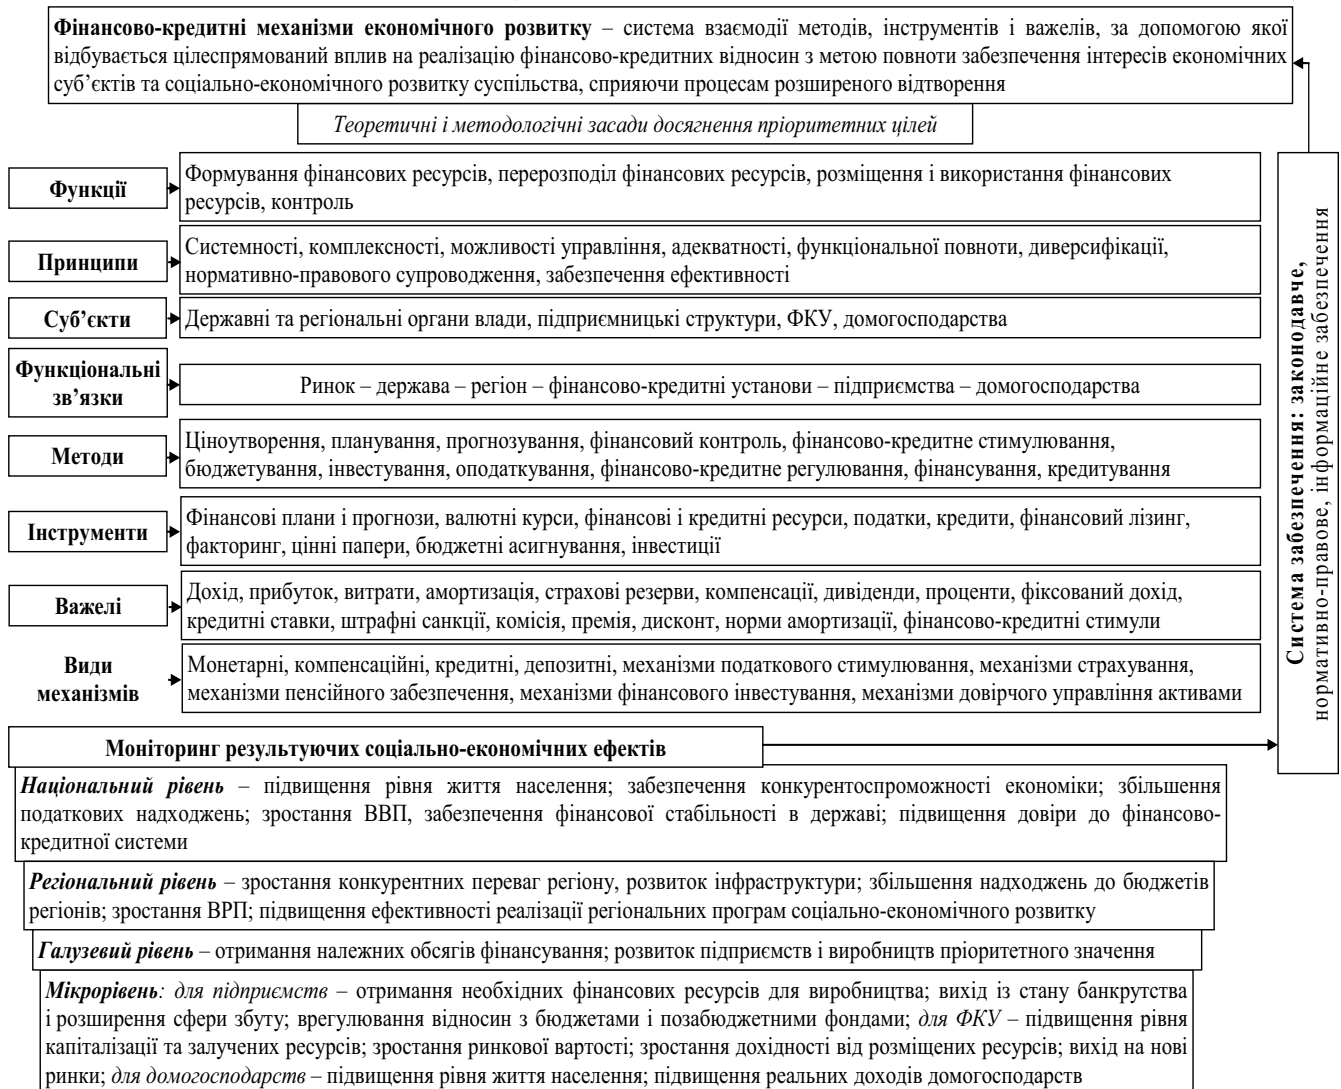 Фінансово-кредитні механізми економічного розвитку – система взаємодії методів, інструментів і важелів, за допомогою якої
відбувається цілеспрямований вплив на реалізацію фінансово-кредитних відносин з метою повноти забезпечення інтересів економічних
суб’єктів та соціально-економічного розвитку суспільства, сприяючи процесам розширеного відтворення
Теоретичні і методологічні засади досягнення пріоритетних цілей
Функції
Формування фінансових ресурсів, перерозподіл фінансових ресурсів, розміщення і використання фінансових
ресурсів, контроль
Принципи
Системності, комплексності, можливості управління, адекватності, функціональної повноти, диверсифікації,
нормативно-правового супроводження, забезпечення ефективності
Суб’єкти
Державні та регіональні органи влади, підприємницькі структури, ФКУ, домогосподарства
Функціональні
зв’язки
Ринок – держава – регіон – фінансово-кредитні установи – підприємства – домогосподарства
Методи
Ціноутворення, планування, прогнозування, фінансовий контроль, фінансово-кредитне стимулювання,
бюджетування, інвестування, оподаткування, фінансово-кредитне регулювання, фінансування, кредитування
Інструменти
Фінансові плани і прогнози, валютні курси, фінансові і кредитні ресурси, податки, кредити, фінансовий лізинг,
факторинг, цінні папери, бюджетні асигнування, інвестиції
Важелі
Дохід, прибуток, витрати, амортизація, страхові резерви, компенсації, дивіденди, проценти, фіксований дохід,
кредитні ставки, штрафні санкції, комісія, премія, дисконт, норми амортизації, фінансово-кредитні стимули
Види
механізмів
Монетарні, компенсаційні, кредитні, депозитні, механізми податкового стимулювання, механізми страхування,
механізми пенсійного забезпечення, механізми фінансового інвестування, механізми довірчого управління активами
Система забезпечення: законодавче,
нормативно-правове, інформаційне забезпечення
Моніторинг результуючих соціально-економічних ефектів
Національний рівень – підвищення рівня життя населення; забезпечення конкурентоспроможності економіки; збільшення
податкових надходжень; зростання ВВП, забезпечення фінансової стабільності в державі; підвищення довіри до фінансово-
кредитної системи
Регіональний рівень – зростання конкурентних переваг регіону, розвиток інфраструктури; збільшення надходжень до бюджетів
регіонів; зростання ВРП; підвищення ефективності реалізації регіональних програм соціально-економічного розвитку
Галузевий рівень – отримання належних обсягів фінансування; розвиток підприємств і виробництв пріоритетного значення
Мікрорівень: для підприємств – отримання необхідних фінансових ресурсів для виробництва; вихід із стану банкрутства
і розширення сфери збуту; врегулювання відносин з бюджетами і позабюджетними фондами; для ФКУ – підвищення рівня
капіталізації та залучених ресурсів; зростання ринкової вартості; зростання дохідності від розміщених ресурсів; вихід на нові
ринки; для домогосподарств – підвищення рівня життя населення; підвищення реальних доходів домогосподарств